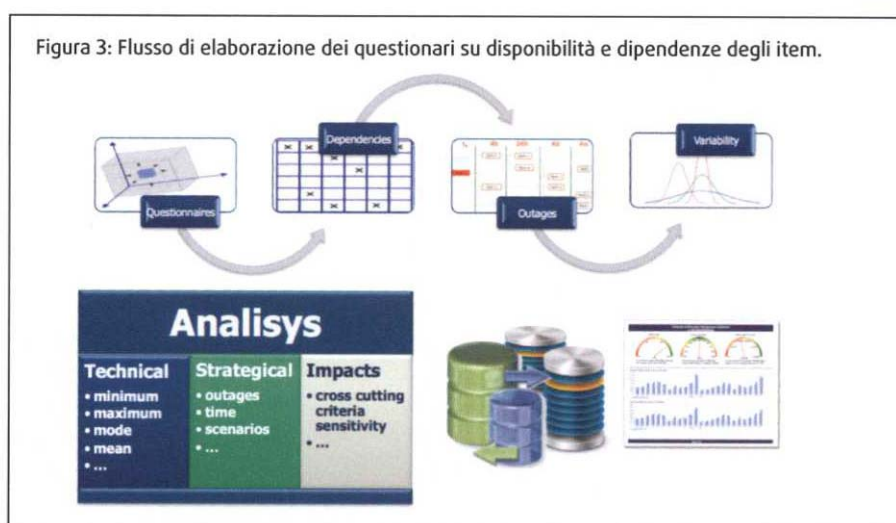 Figura 3: Flusso di elaborazione dei questionari su disponibilità e dipendenze degli item.
Questionnaires
Dependencies
Outages
Variability
Analisys
Technical
• minimum
• maximum
• mode
• mean
• ...
Strategical
• outages
• time
• scenarios
• ...
Impacts
• cross cutting
criteria
sensitivity
• ...